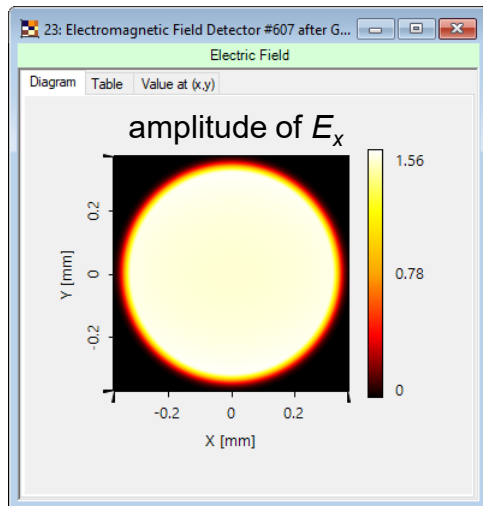 23: Electromagnetic Field Detector #607 after G...
Electric Field
Diagram Table Value at (x,y)
amplitude of Ex
1.56
0.78
0
0.2
0
-0.2
Y [mm]
-0.2 0 0.2
X [mm]